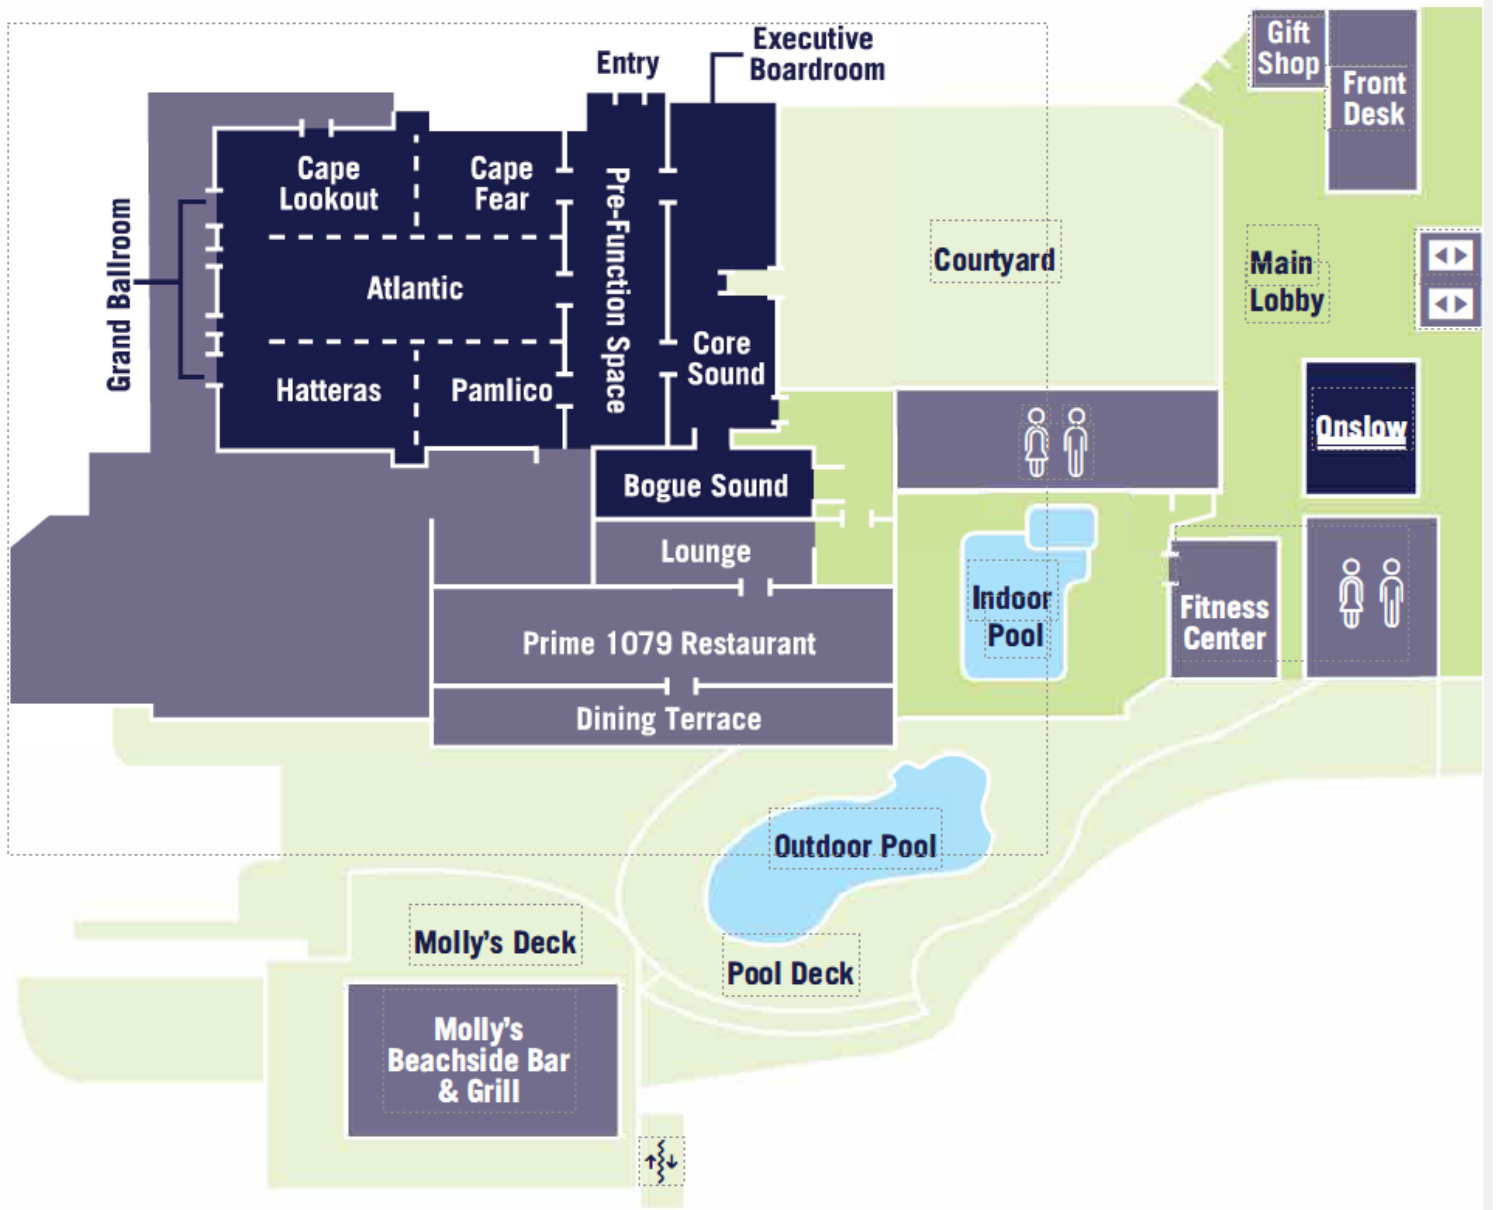 Executive
Boardroom
Entry
Gift
Shop
Front
Desk
Cape
Lookout
Cape
Fear
Pre-Function Space
Grand Ballroom
Courtyard
Main
Lobby
Atlantic
Core
Sound
Hatteras
Pamlico
Onslow
Bogue Sound
Lounge
Indoor
Pool
Fitness
Center
Prime 1079 Restaurant
Dining Terrace
Outdoor Pool
Molly's Deck
Pool Deck
Molly's
Beachside Bar
& Grill